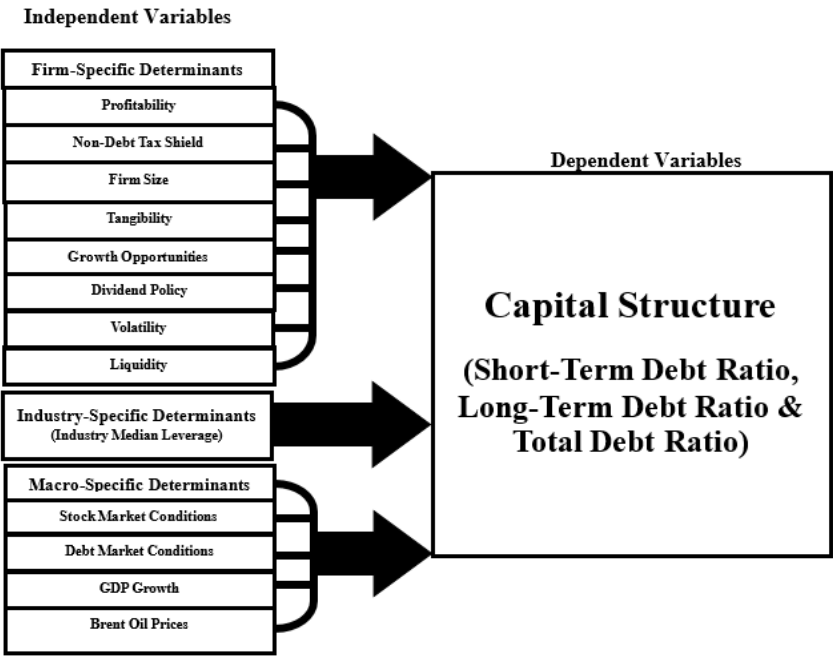 Independent Variables
Firm-Specific Determinants
Profitability
Non-Debt Tax Shield
Firm Size
Tangibility
Growth Opportunities
Dividend Policy
Volatility
Liquidity
Industry-Specific Determinants
(Industry Median Leverage)
Macro-Specific Determinants
Stock Market Conditions
Debt Market Conditions
GDP Growth
Brent Oil Prices
Dependent Variables
Capital Structure
(Short-Term Debt Ratio,
Long-Term Debt Ratio &
Total Debt Ratio)